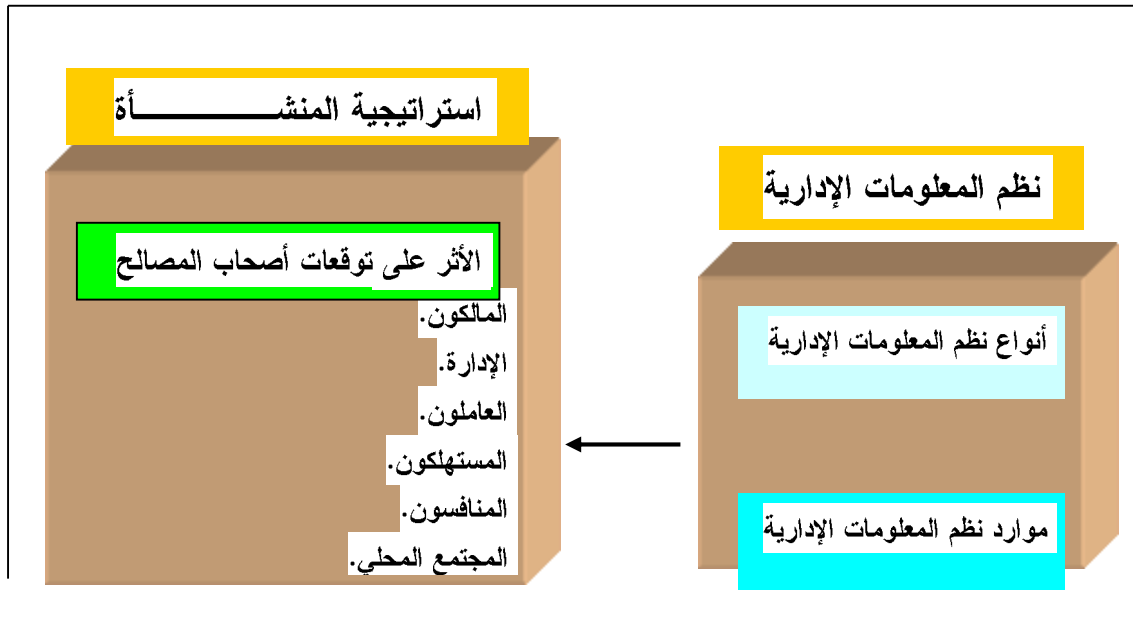 نظم المعلومات الإدارية
أنواع نظم المعلومات الإدارية
موارد نظم المعلومات الإدارية
استراتيجية المنشـــــــــــــأة
الأثر على توقعات أصحاب المصالح
المالكون.
الإدارة.
العاملون.
المستهلكون.
المنافسون.
المجتمع المحلي.